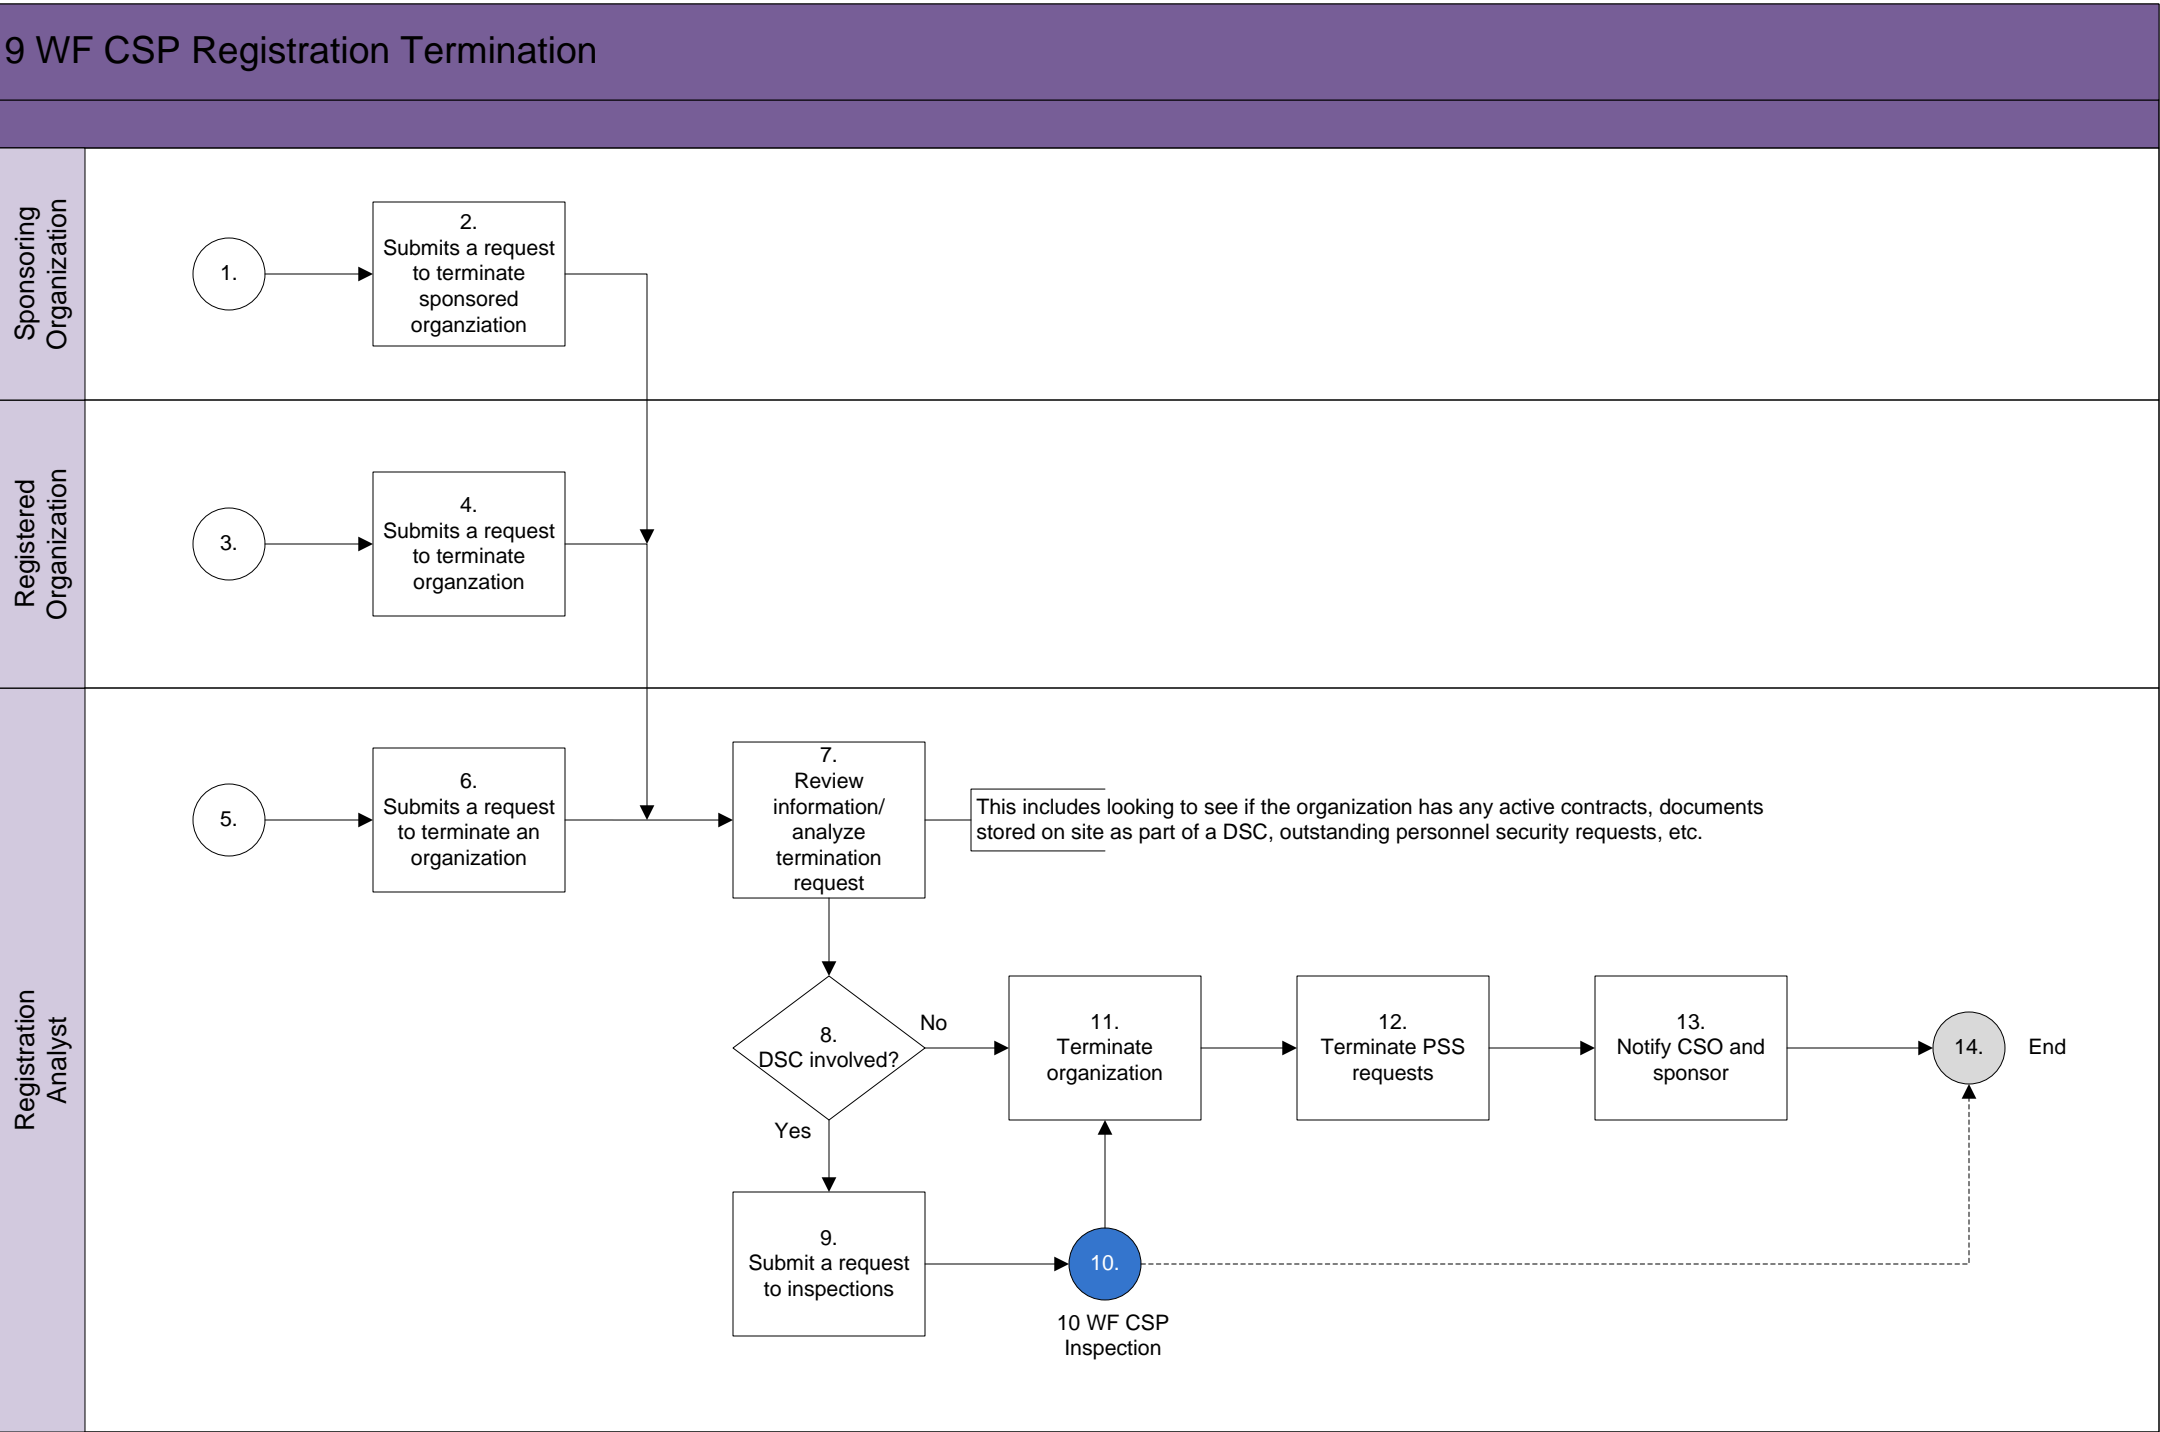 9 WF CSP Registration Termination
Sponsoring
Organization
1.
2.
Submits a request
to terminate
sponsored
organziation
Registered
Organization
3.
4.
Submits a request
to terminate
organzation
Registration
Analyst
5.
6.
Submits a request
to terminate an
organization
7.
Review
information/
analyze
termination
request
This includes looking to see if the organization has any active contracts, documents
stored on site as part of a DSC, outstanding personnel security requests, etc.
8.
DSC involved?
No
Yes
11.
Terminate
organization
12.
Terminate PSS
requests
13.
Notify CSO and
sponsor
14.
End
9.
Submit a request
to inspections
10.
10 WF CSP
Inspection